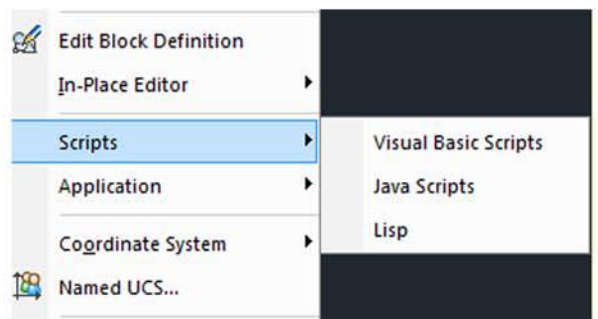 Edit Block Definition
In-Place Editor
Scripts
Visual Basic Scripts
Application
Java Scripts
Lisp
Coordinate System
Named UCS...